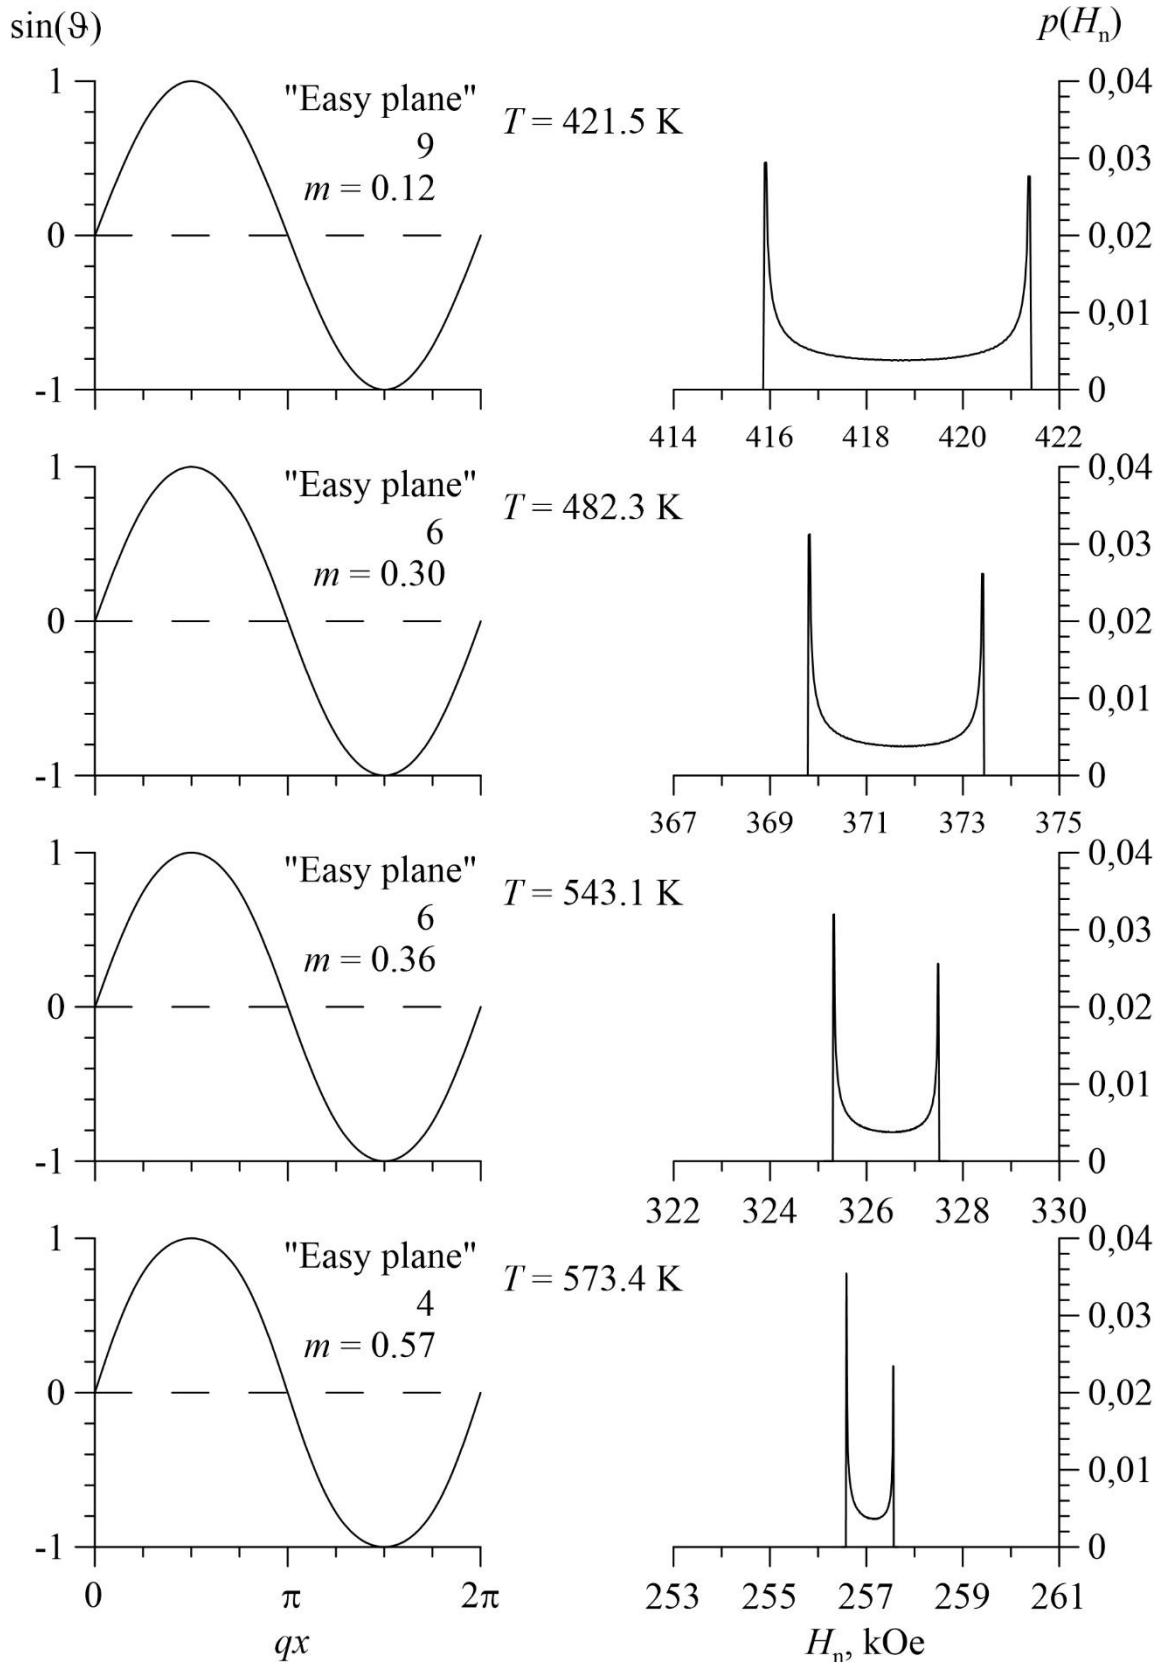 sin(ϑ)
p(Hₙ)
1
0
-1
"Easy plane"
9
m = 0.12
T = 421.5 K
0,04
0,03
0,02
0,01
0
414 416 418 420 422
1
0
-1
"Easy plane"
6
m = 0.30
T = 482.3 K
0,04
0,03
0,02
0,01
0
367 369 371 373 375
1
0
-1
"Easy plane"
6
m = 0.36
T = 543.1 K
0,04
0,03
0,02
0,01
0
322 324 326 328 330
1
0
-1
"Easy plane"
4
m = 0.57
T = 573.4 K
0,04
0,03
0,02
0,01
0
0 π 2π
253 255 257 259 261
qx
Hₙ, kOe